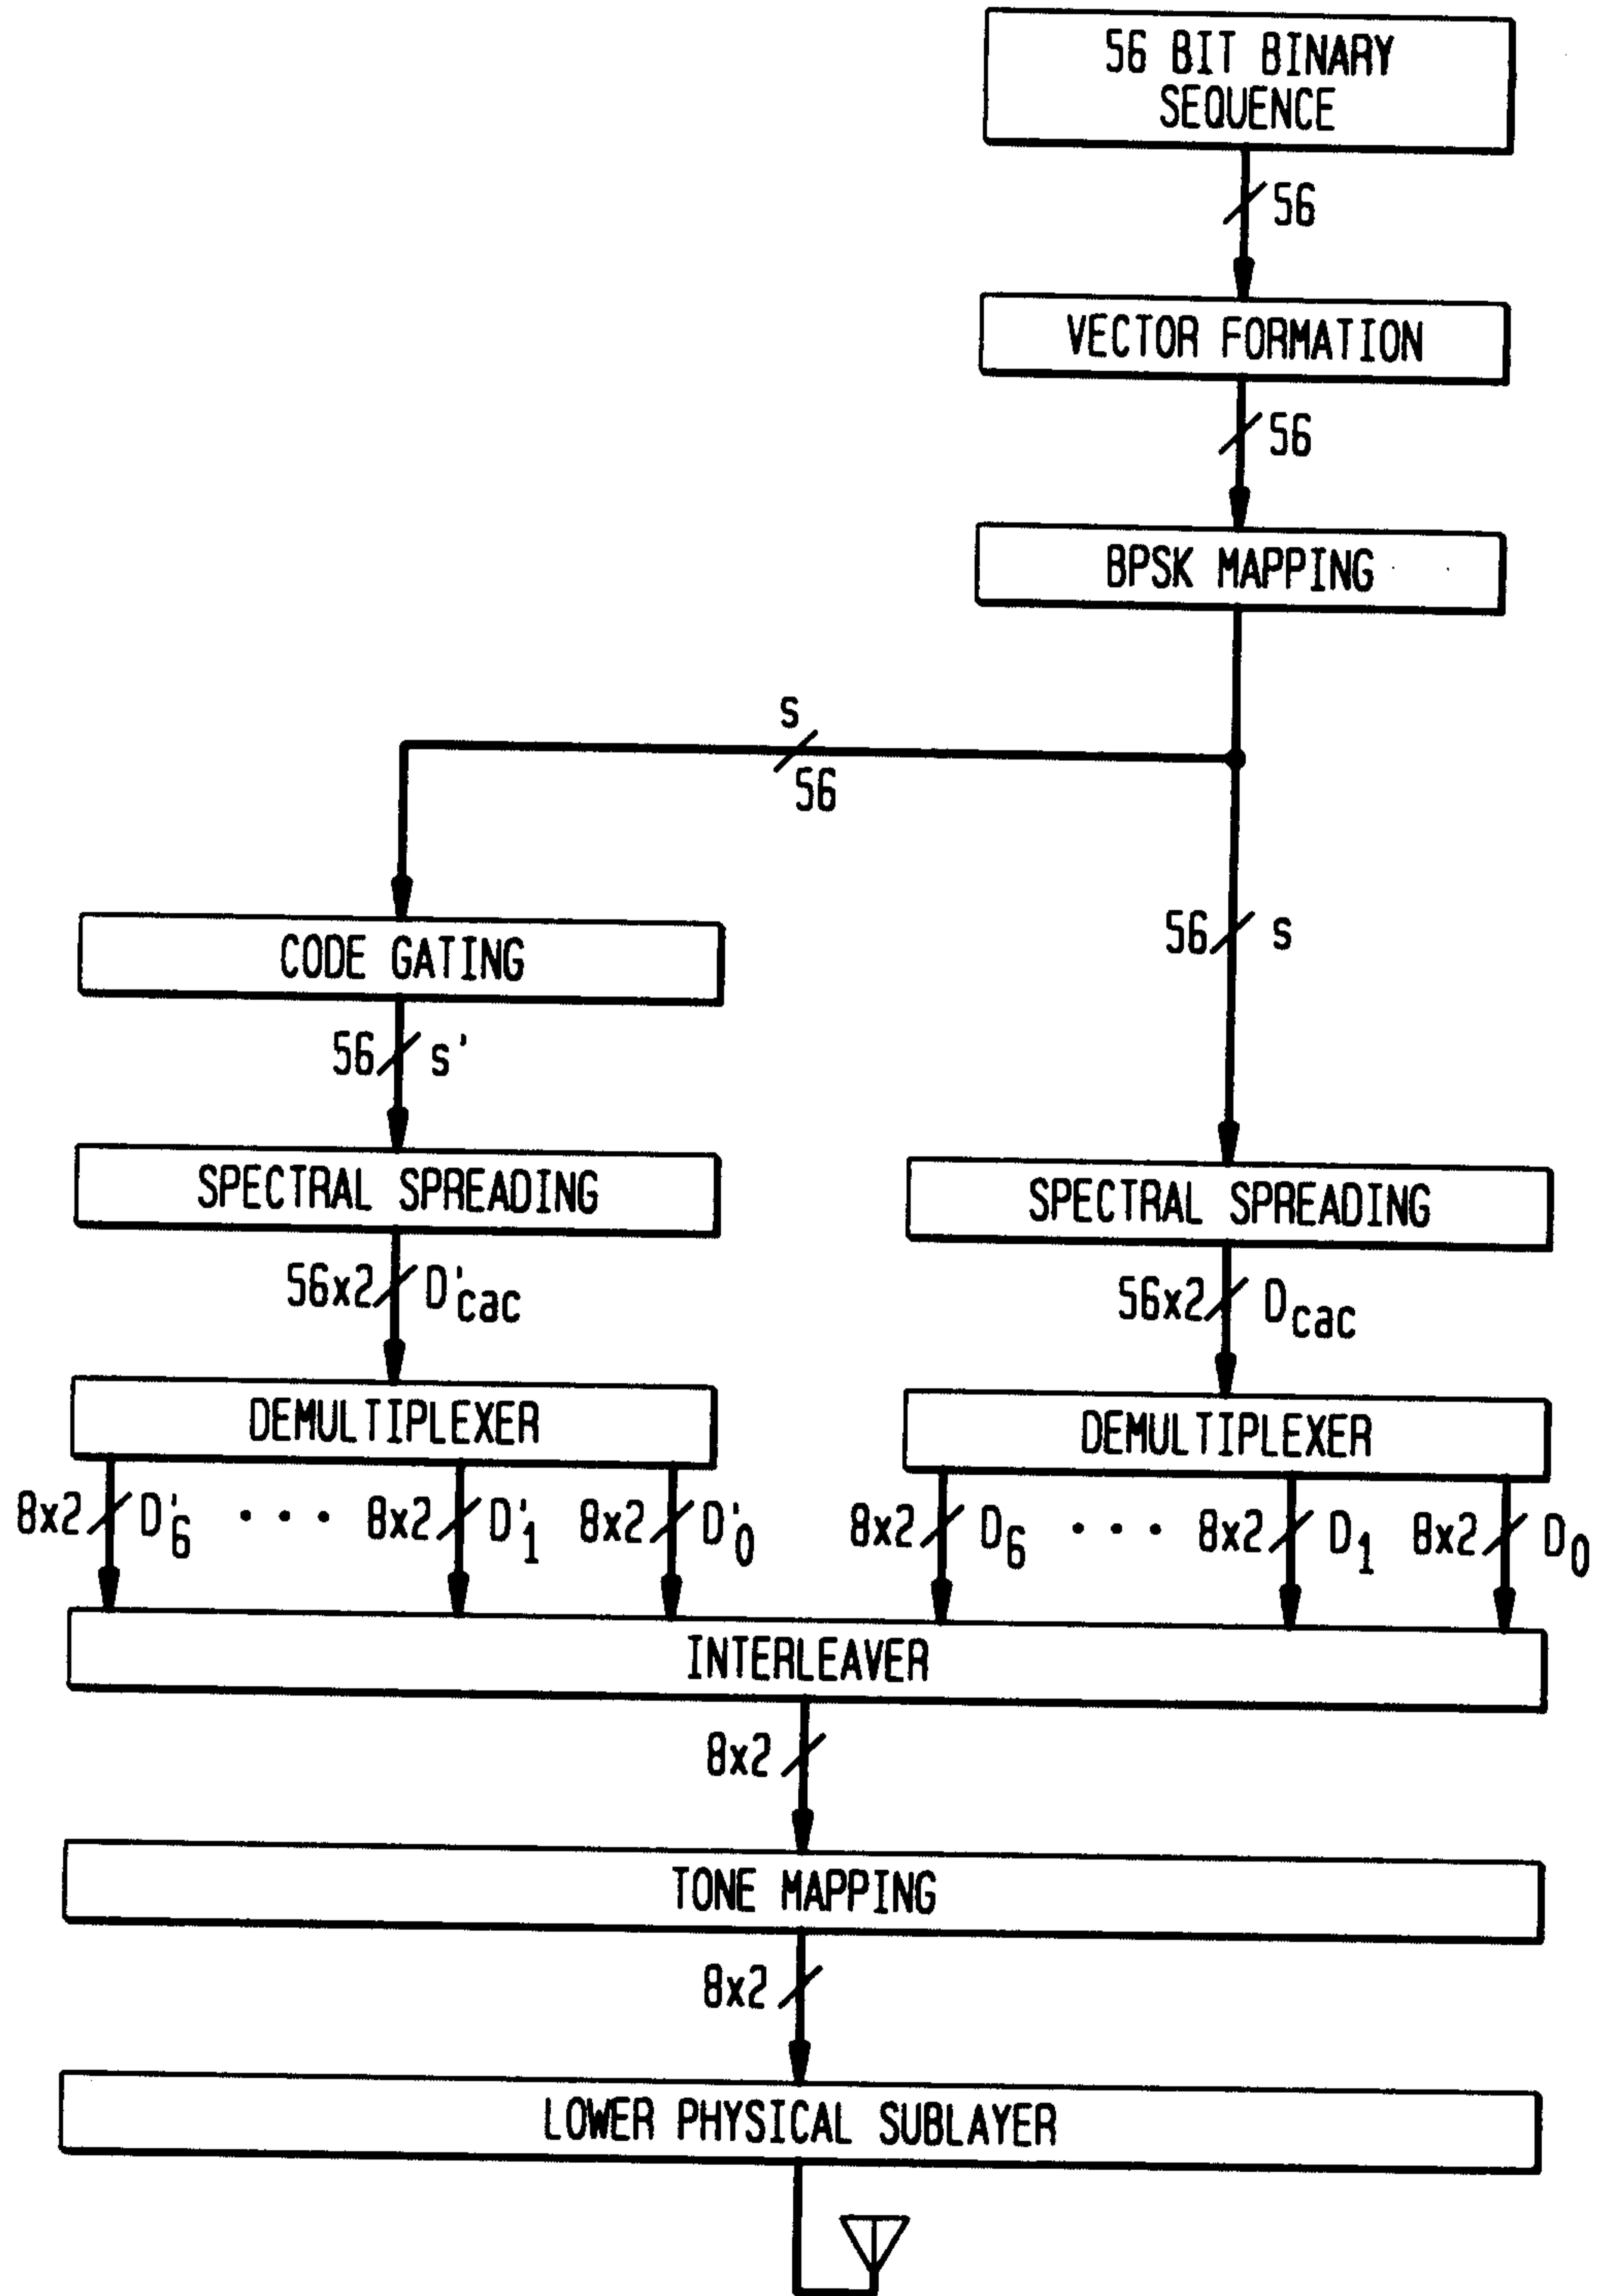 56 BIT BINARY
SEQUENCE
56
VECTOR FORMATION
56
BPSK MAPPING
s
56
56 s
CODE GATING
56 s'
SPECTRAL SPREADING
SPECTRAL SPREADING
56x2 D'cac
56x2 Dcac
DEMULTIPLEXER
DEMULTIPLEXER
8x2 D'6 • • • 8x2 D'1 8x2 D'0
8x2 D6 • • • 8x2 D1 8x2 D0
INTERLEAVER
8x2
TONE MAPPING
8x2
LOWER PHYSICAL SUBLAYER